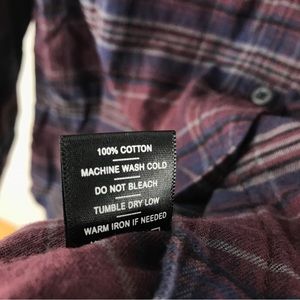 100% COTTON
MACHINE WASH COLD
DO NOT BLEACH
TUMBLE DRY LOW
WARM IRON IF NEEDED